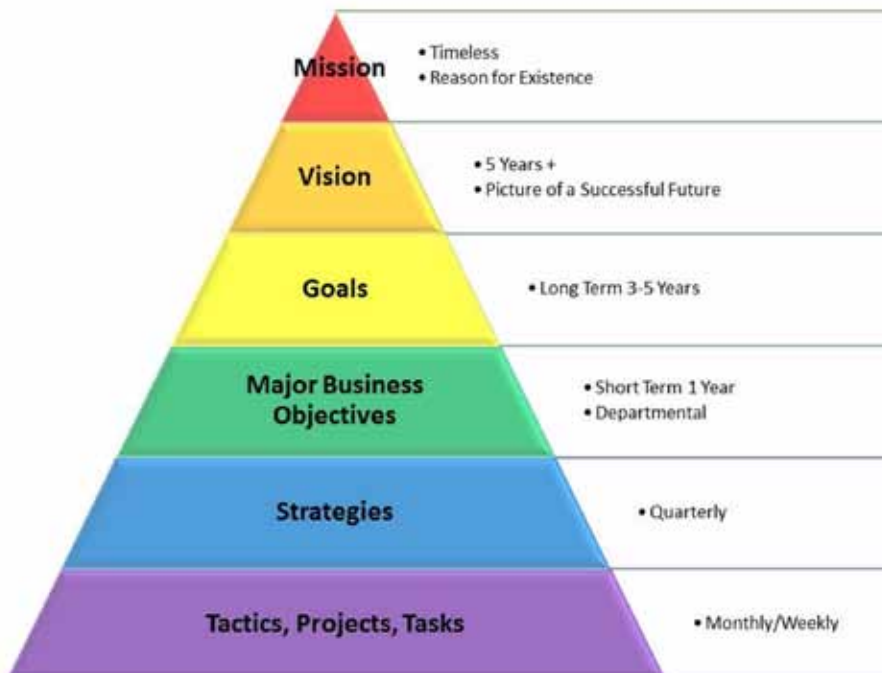 Mission
• Timeless
• Reason for Existence
Vision
• 5 Years +
• Picture of a Successful Future
Goals
• Long Term 3-5 Years
Major Business
Objectives
• Short Term 1 Year
• Departmental
Strategies
• Quarterly
Tactics, Projects, Tasks
• Monthly/Weekly